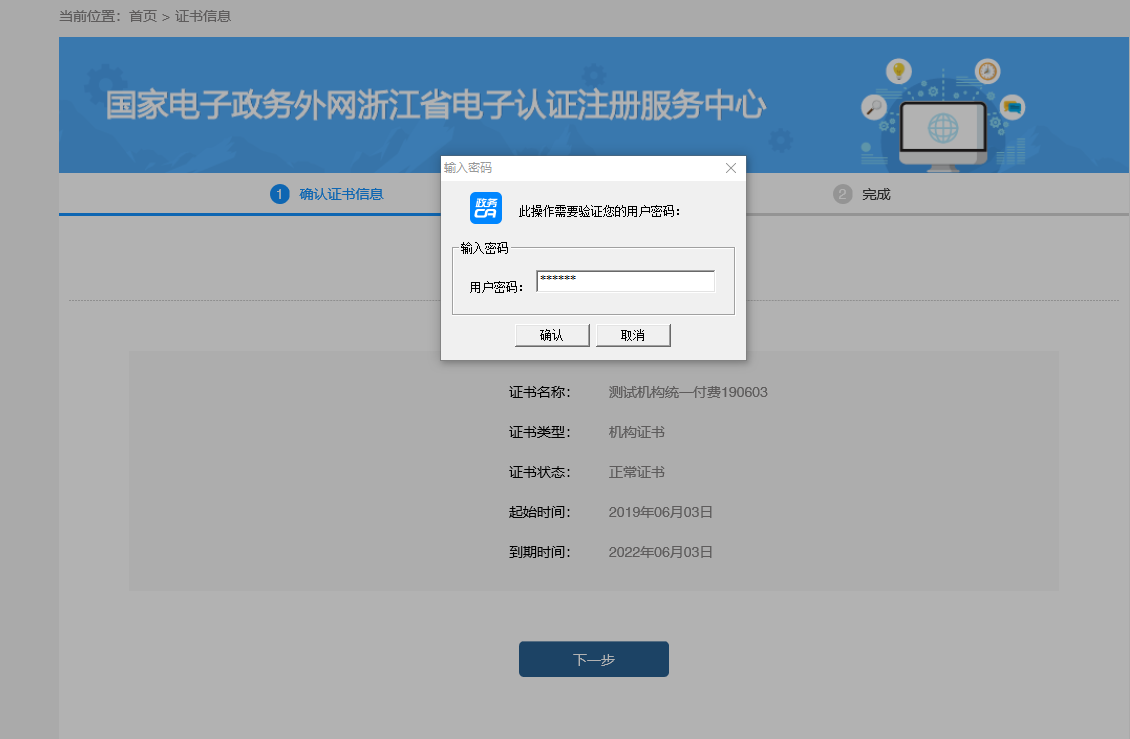 当前位置：首页 > 证书信息
国家电子政务外网浙江省电子认证注册服务中心
1 确认证书信息
2 完成
输入密码
政务
CA
此操作需要验证您的用户密码：
输入密码
用户密码：
******
确认 取消
证书名称： 测试机构统一付费190603
证书类型： 机构证书
证书状态： 正常证书
起始时间： 2019年06月03日
到期时间： 2022年06月03日
下一步